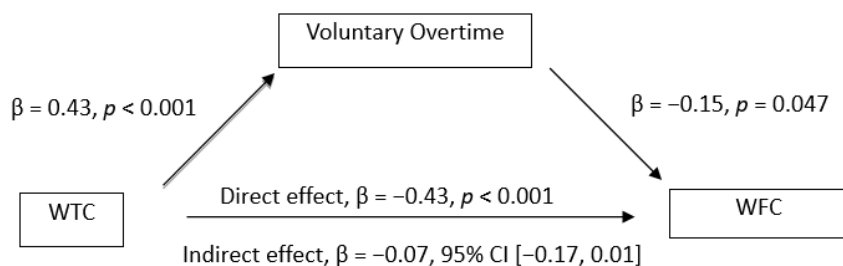 Voluntary Overtime
β = 0.43, p < 0.001
β = −0.15, p = 0.047
WTC
Direct effect, β = −0.43, p < 0.001
WFC
Indirect effect, β = −0.07, 95% CI [−0.17, 0.01]